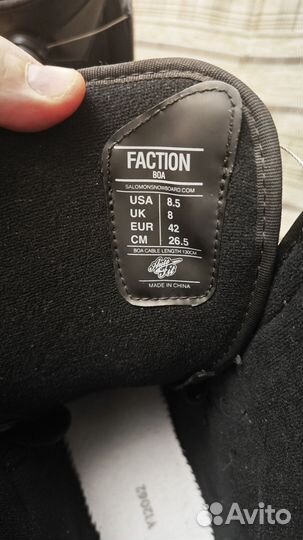 FACTION
BOA
SALOMONSNOWBOARD.COM
USA 8.5
UK 8
EUR 42
CM 26.5
BOA CABLE LENGTH 130CM
MADE IN CHINA
Y12062
Avito